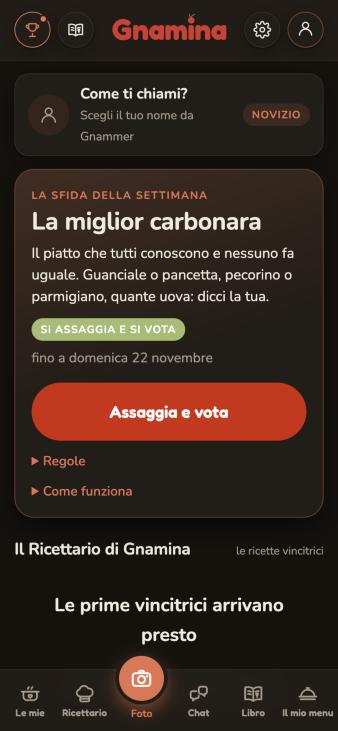 Gnamina
Come ti chiami?
Scegli il tuo nome da
Gnammer
NOVIZIO
LA SFIDA DELLA SETTIMANA
La miglior carbonara
Il piatto che tutti conoscono e nessuno fa
uguale. Guanciale o pancetta, pecorino o
parmigiano, quante uova: dicci la tua.
SI ASSAGGIA E SI VOTA
fino a domenica 22 novembre
Assaggia e vota
Regole
Come funziona
Il Ricettario di Gnamina
le ricette vincitrici
Le prime vincitrici arrivano
presto
Le mie
Ricettario
Foto
Chat
Libro
Il mio menu